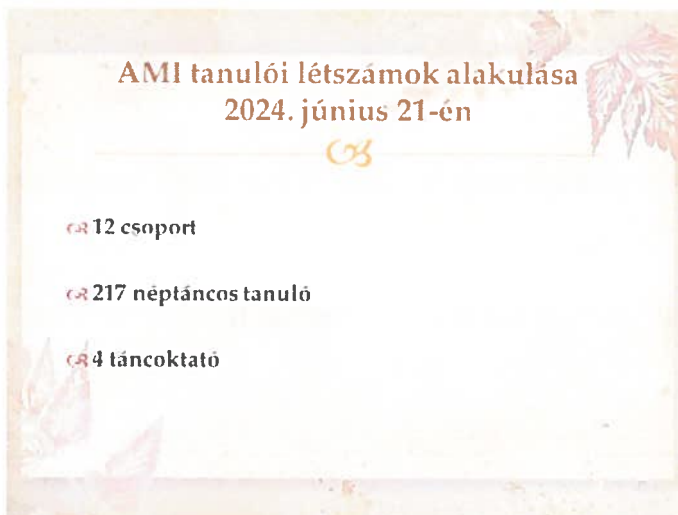 AMI tanulói létszámok alakulása
2024. június 21-én
12 csoport
217 néptáncos tanuló
4 táncoktató